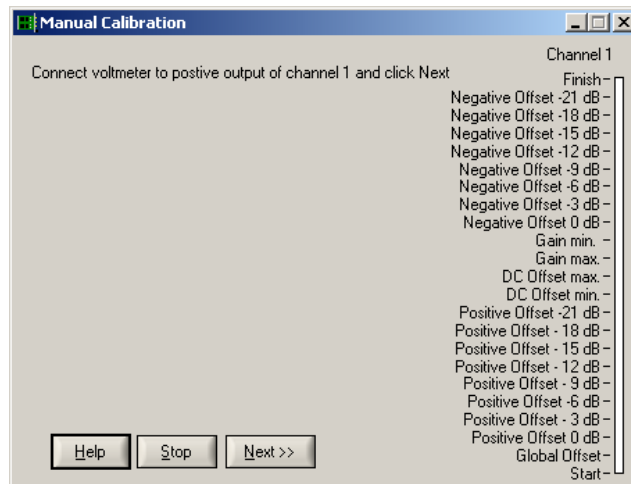 Manual Calibration
Channel 1
Connect voltmeter to postive output of channel 1 and click Next
Finish
Negative Offset -21 dB
Negative Offset -18 dB
Negative Offset -15 dB
Negative Offset -12 dB
Negative Offset -9 dB
Negative Offset -6 dB
Negative Offset -3 dB
Negative Offset 0 dB
Gain min.
Gain max.
DC Offset max.
DC Offset min.
Positive Offset -21 dB
Positive Offset - 18 dB
Positive Offset - 15 dB
Positive Offset - 12 dB
Positive Offset - 9 dB
Positive Offset -6 dB
Positive Offset - 3 dB
Positive Offset 0 dB
Global Offset
Start
Help Stop Next >>